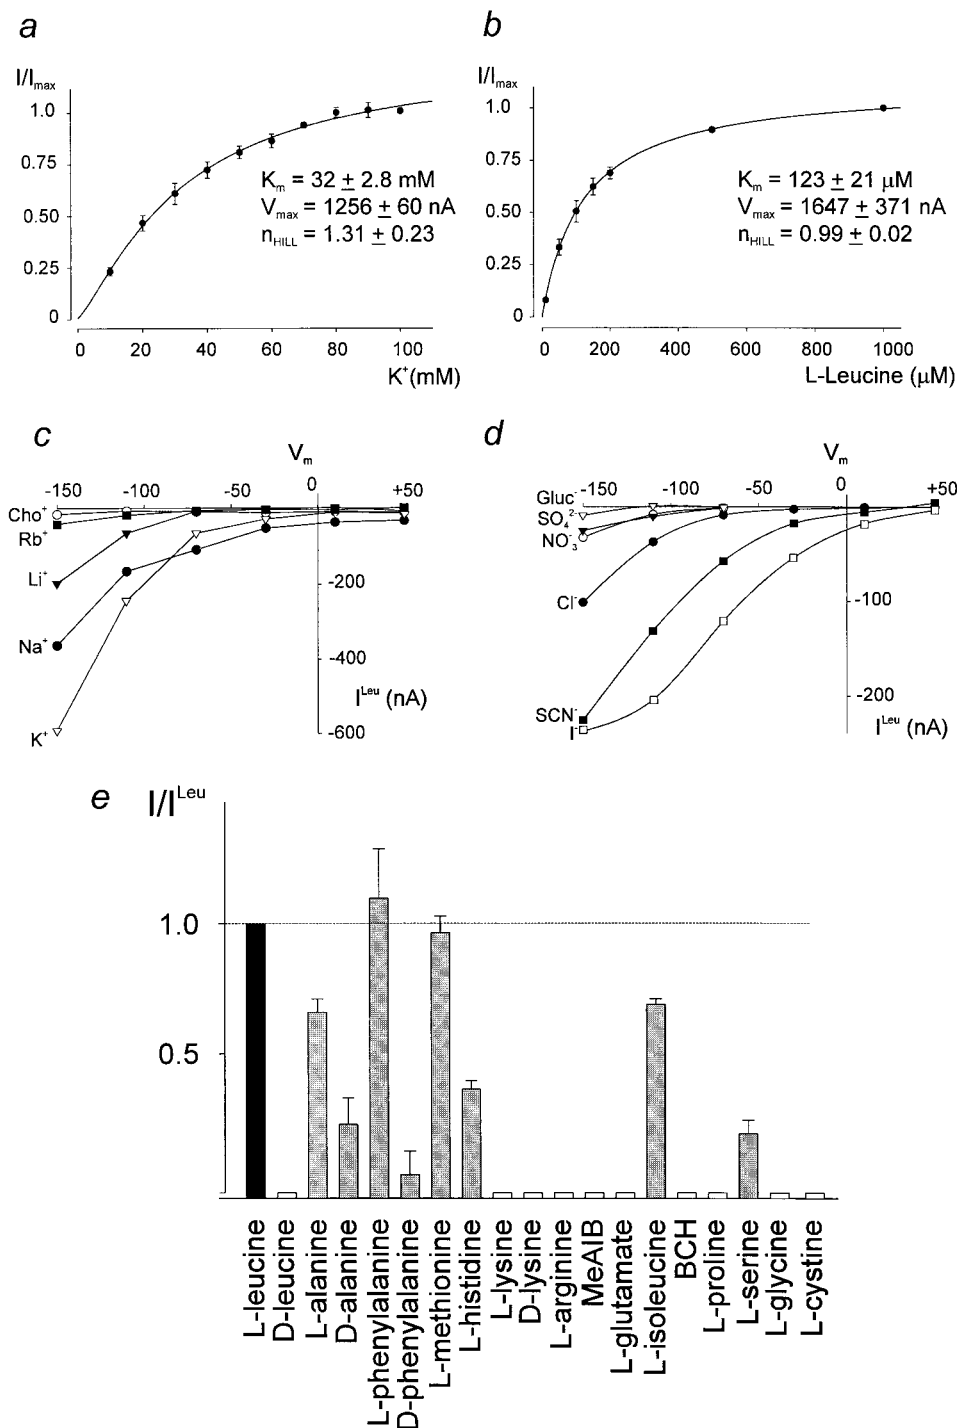 a
I/Imax
1.0
0.75
0.50
0.25
0
Km = 32 ± 2.8 mM
Vmax = 1256 ± 60 nA
nHILL = 1.31 ± 0.23
0 20 40 60 80 100
K+(mM)
b
I/Imax
1.0
0.75
0.50
0.25
0
Km = 123 ± 21 μM
Vmax = 1647 ± 371 nA
nHILL = 0.99 ± 0.02
0 200 400 600 800 1000
L-Leucine (μM)
c
Vm
-150 -100 -50 0 +50
Cho+
Rb+
Li+
Na+
K+
-200
-400
ILeu (nA)
-600
d
Vm
-150 -100 -50 0 +50
Gluc-
SO42-
NO3-
Cl-
SCN-
I-
-100
-200
ILeu (nA)
e
I/ILeu
1.0
0.5
L-leucine
D-leucine
L-alanine
D-alanine
L-phenylalanine
D-phenylalanine
L-methionine
L-histidine
L-lysine
D-lysine
L-arginine
MeAIB
L-glutamate
L-isoleucine
BCH
L-proline
L-serine
L-glycine
L-cystine